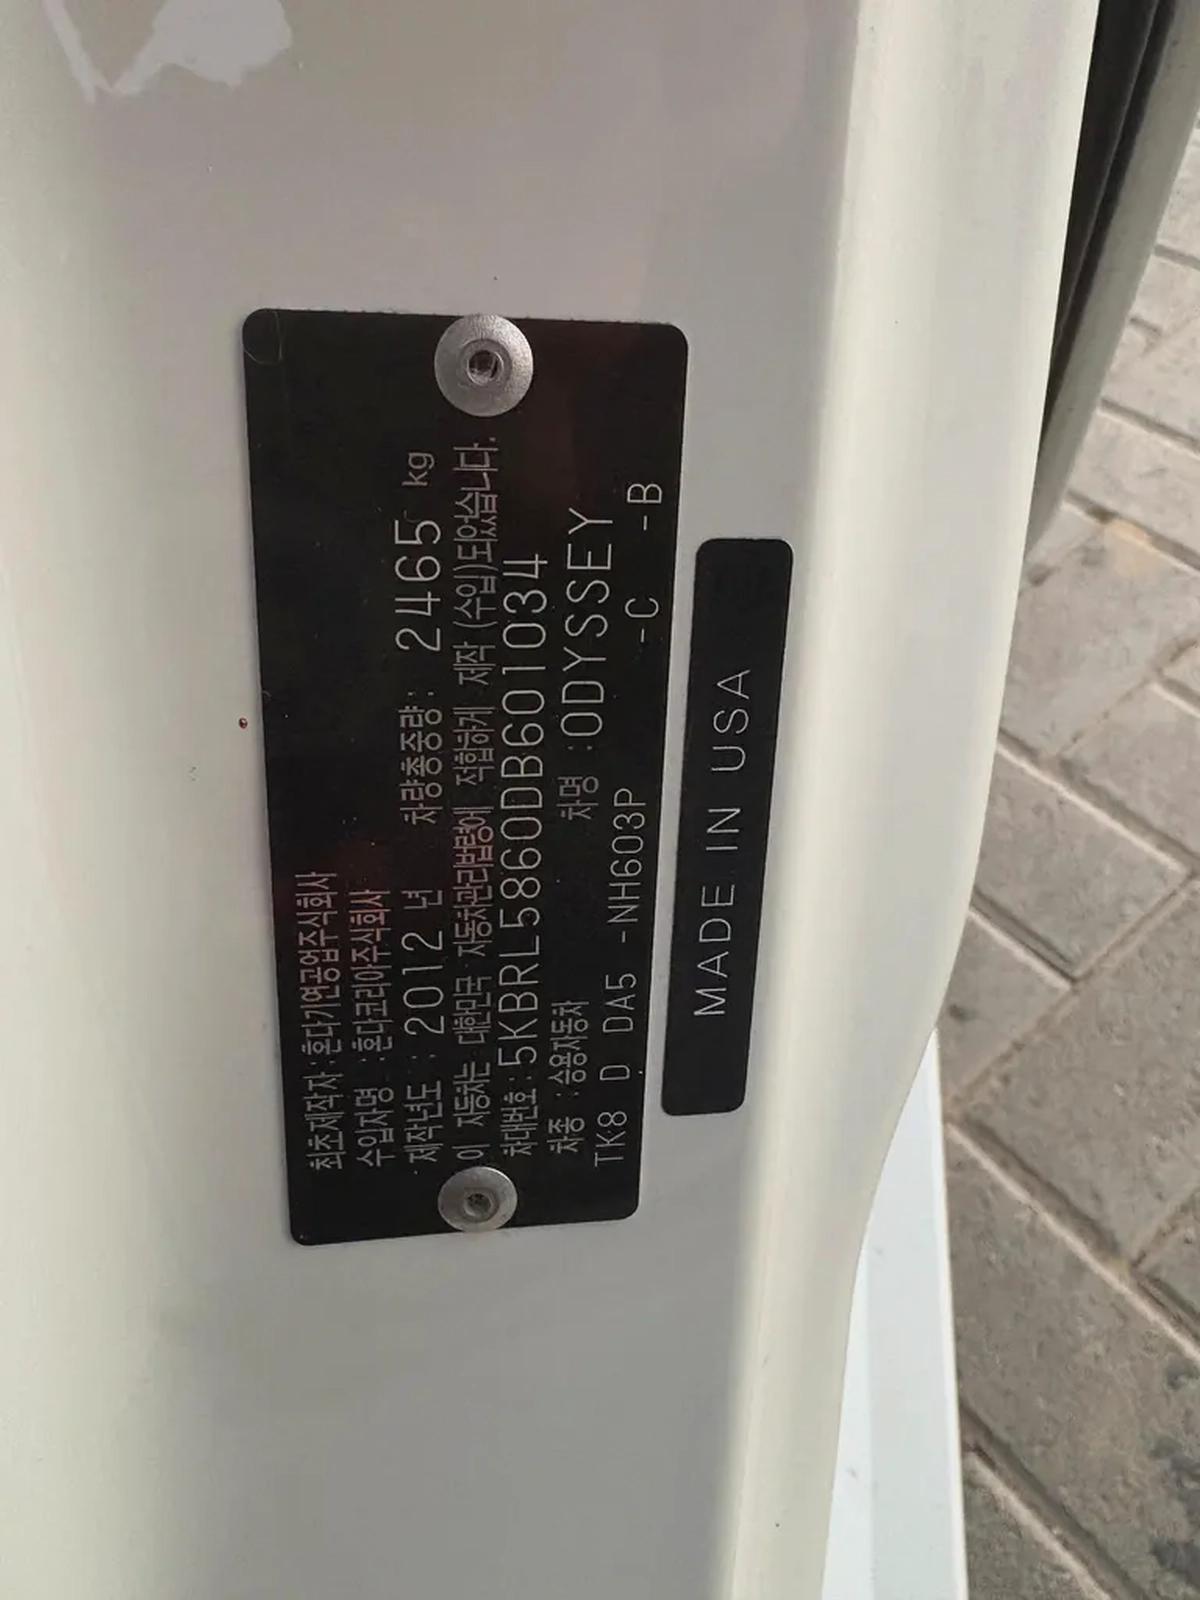 최초제작자 : 혼다기연공업주식회사
수입자명 : 혼다코리아주식회사
제작년도 : 2012 년 차량총중량 : 2465 kg
이 자동차는 대한민국 자동차관리법령에 적합하게 제작 (수입) 되었습니다.
차대번호 : 5KBRL5860DB601034
차종 : 승용자동차 차명 : ODYSSEY
TK8 D DA5 -NH603P -C -B
MADE IN USA